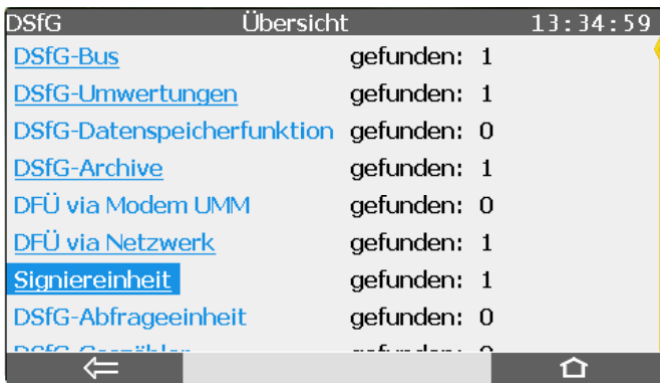 DSfG Übersicht 13:34:59
DSfG-Bus gefunden: 1
DSfG-Umwertungen gefunden: 1
DSfG-Datenspeicherfunktion gefunden: 0
DSfG-Archive gefunden: 1
DFÜ via Modem UMM gefunden: 0
DFÜ via Netzwerk gefunden: 1
Signiereinheit gefunden: 1
DSfG-Abfrageeinheit gefunden: 0